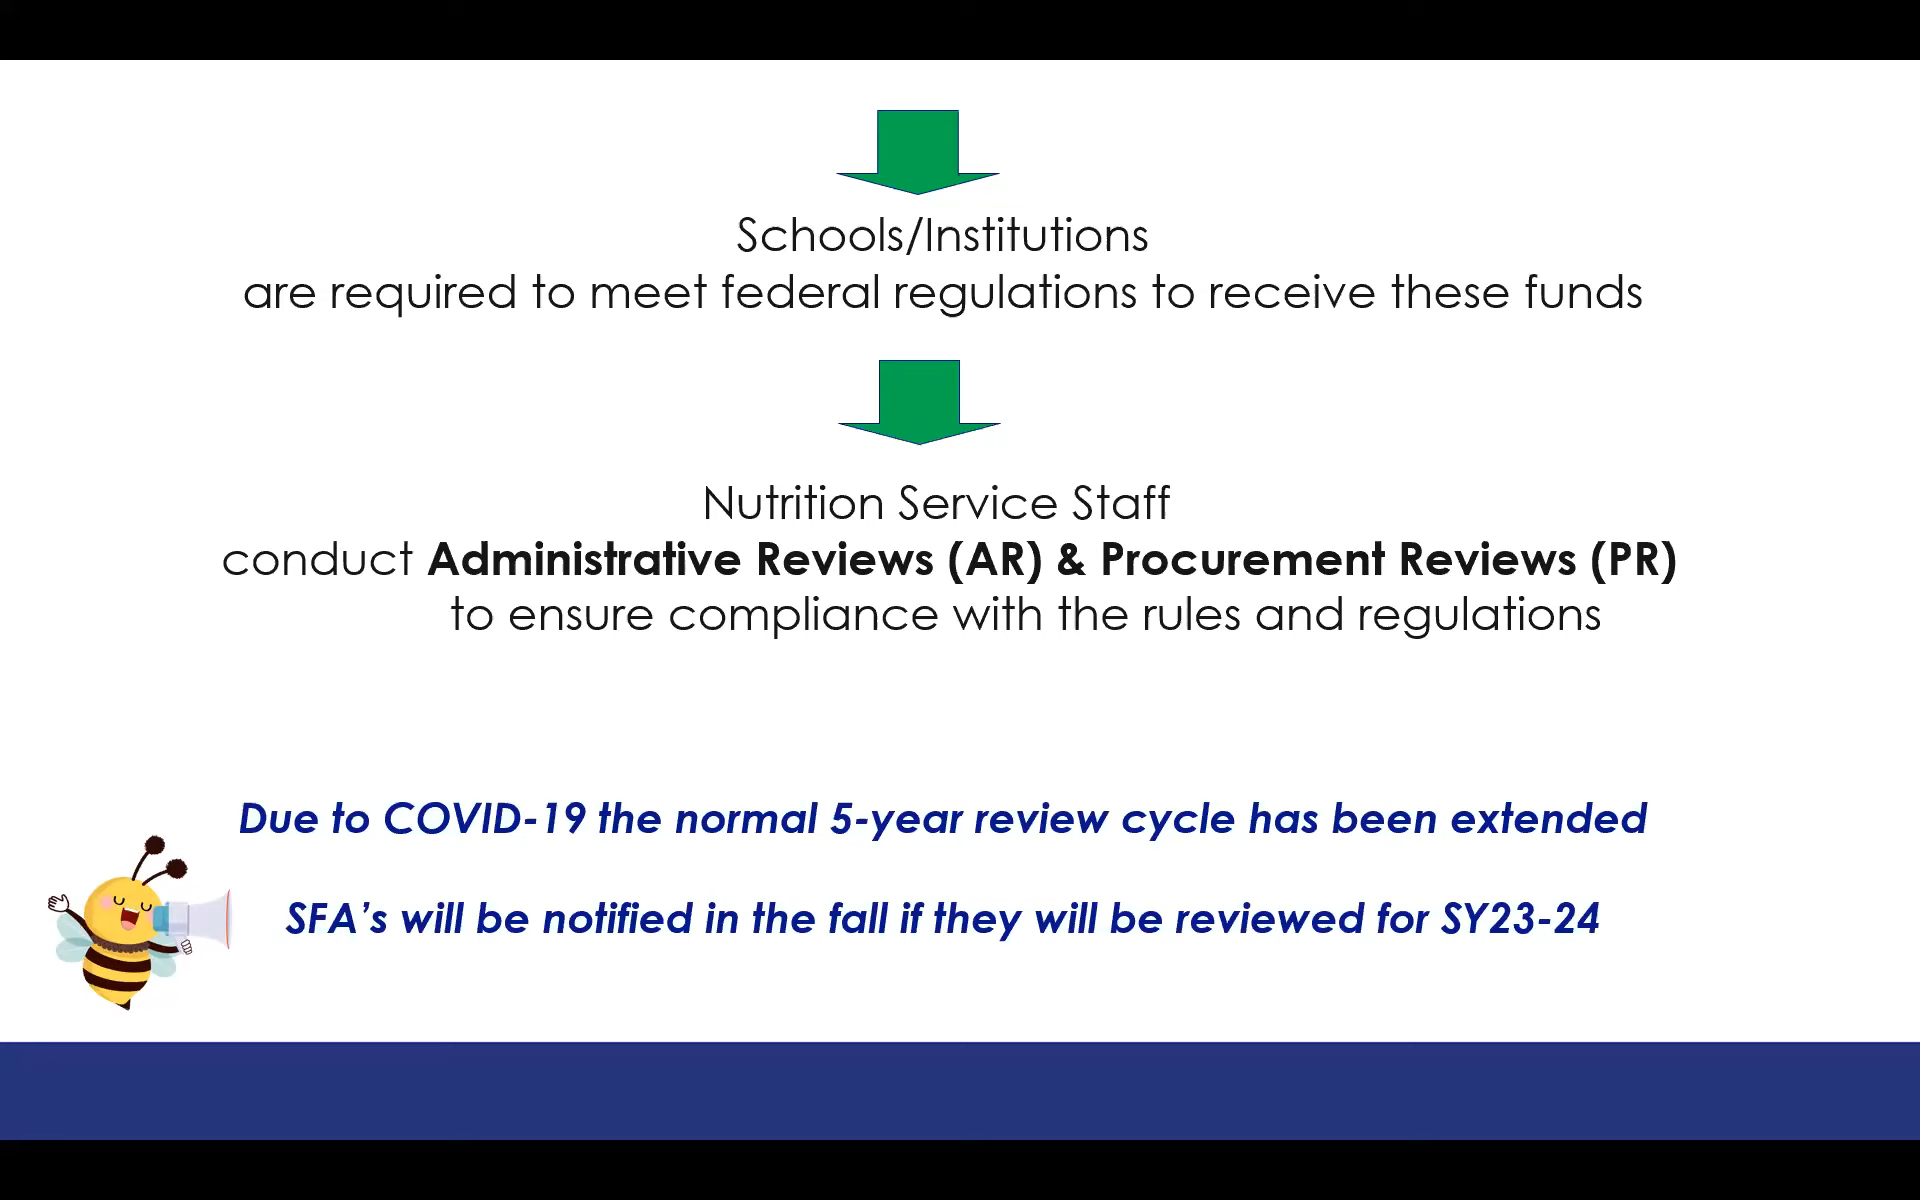 Schools/Institutions
are required to meet federal regulations to receive these funds
Nutrition Service Staff
conduct Administrative Reviews (AR) & Procurement Reviews (PR)
to ensure compliance with the rules and regulations
Due to COVID-19 the normal 5-year review cycle has been extended
SFA’s will be notified in the fall if they will be reviewed for SY23-24